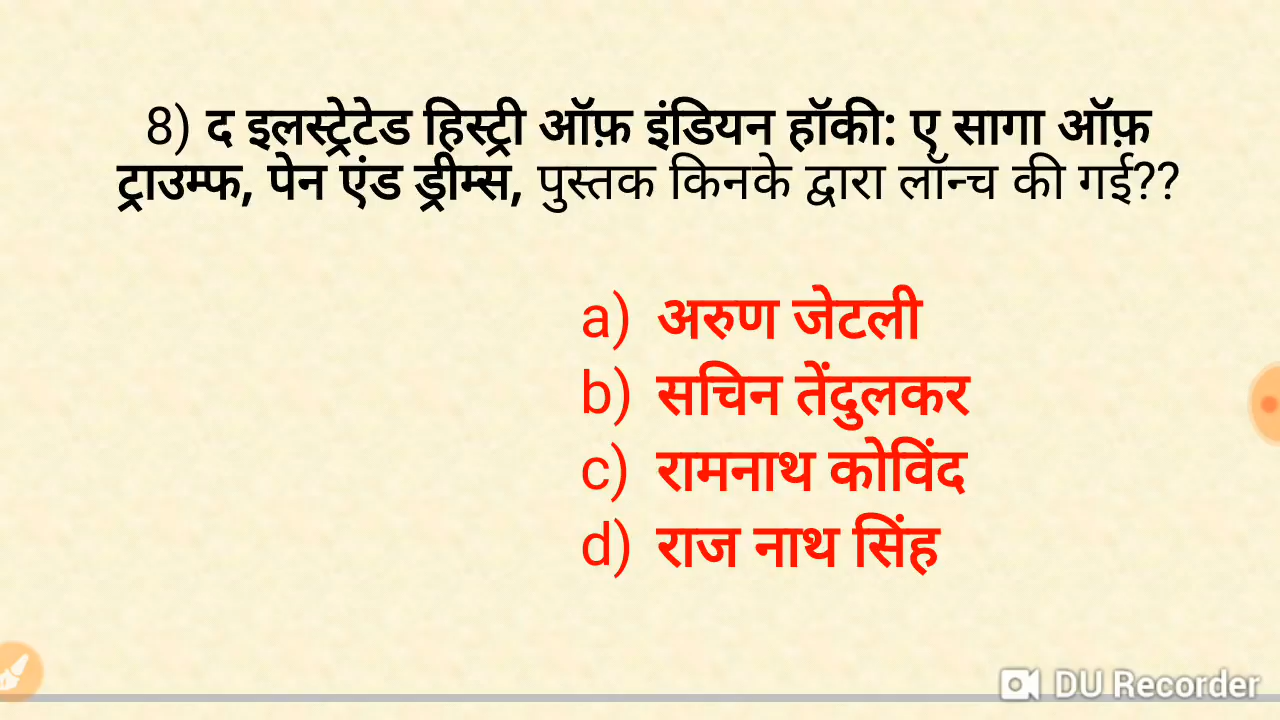 8) द इलस्ट्रेटेड हिस्ट्री ऑफ़ इंडियन हॉकी: ए सागा ऑफ़
ट्राउम्फ, पेन एंड ड्रीम्स, पुस्तक किनके द्वारा लॉन्च की गई??
a) अरुण जेटली
b) सचिन तेंदुलकर
c) रामनाथ कोविंद
d) राज नाथ सिंह
DU Recorder